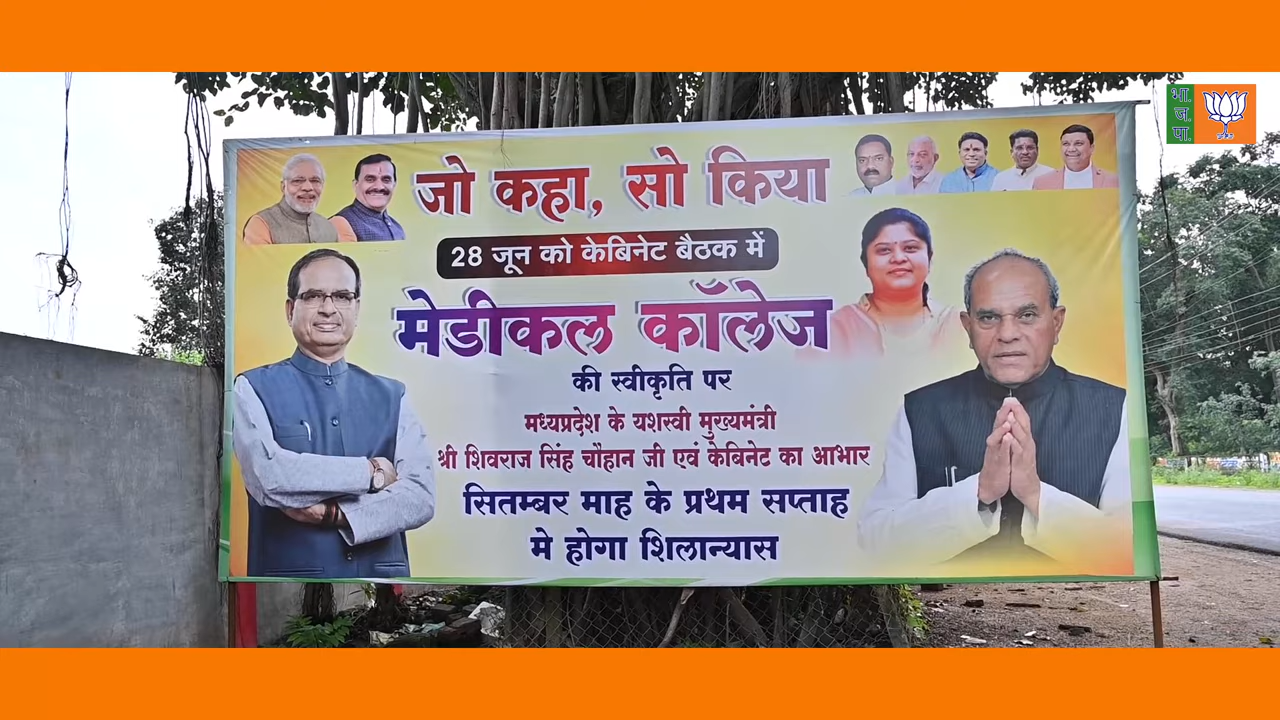 जो कहा, सो किया
28 जून को केबिनेट बैठक में
मेडीकल कॉलेज
की स्वीकृति पर
मध्यप्रदेश के यशस्वी मुख्यमंत्री
श्री शिवराज सिंह चौहान जी एवं केबिनेट का आभार
सितम्बर माह के प्रथम सप्ताह
मे होगा शिलान्यास
भा.
ज.
पा.